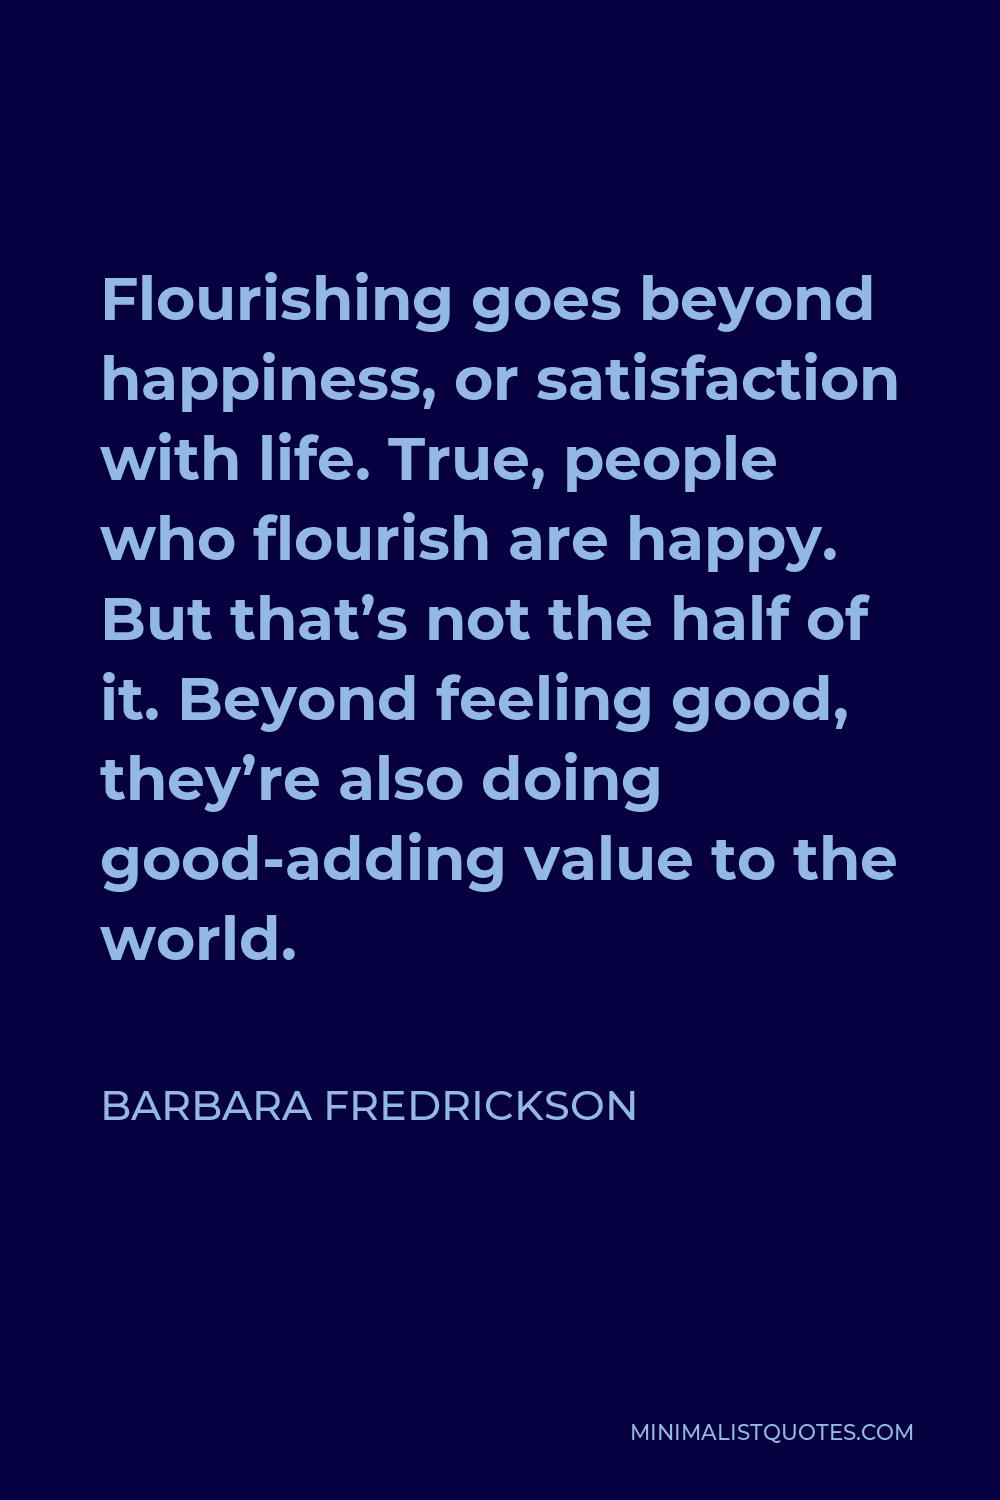 Flourishing goes beyond
happiness, or satisfaction
with life. True, people
who flourish are happy.
But that’s not the half of
it. Beyond feeling good,
they’re also doing
good-adding value to the
world.
BARBARA FREDRICKSON
MINIMALISTQUOTES.COM